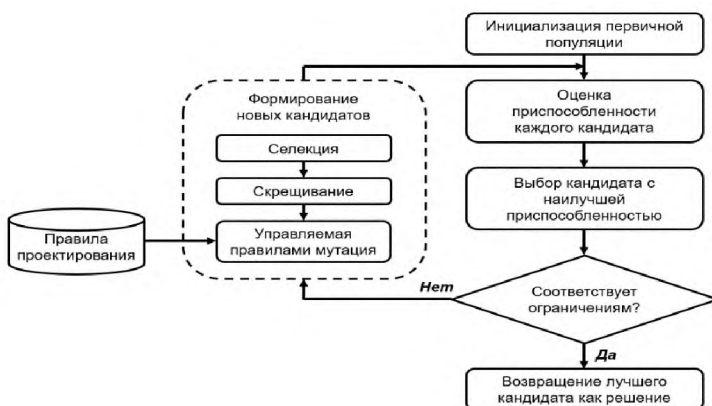 Инициализация первичной
популяции
Формирование
новых кандидатов
Оценка
приспособленности
каждого кандидата
Селекция
Скрещивание
Выбор кандидата с
наилучшей
приспособленностью
Управляемая
правилами мутация
Правила
проектирования
Нет
Соответствует
ограничениям?
Да
Возвращение лучшего
кандидата как решение